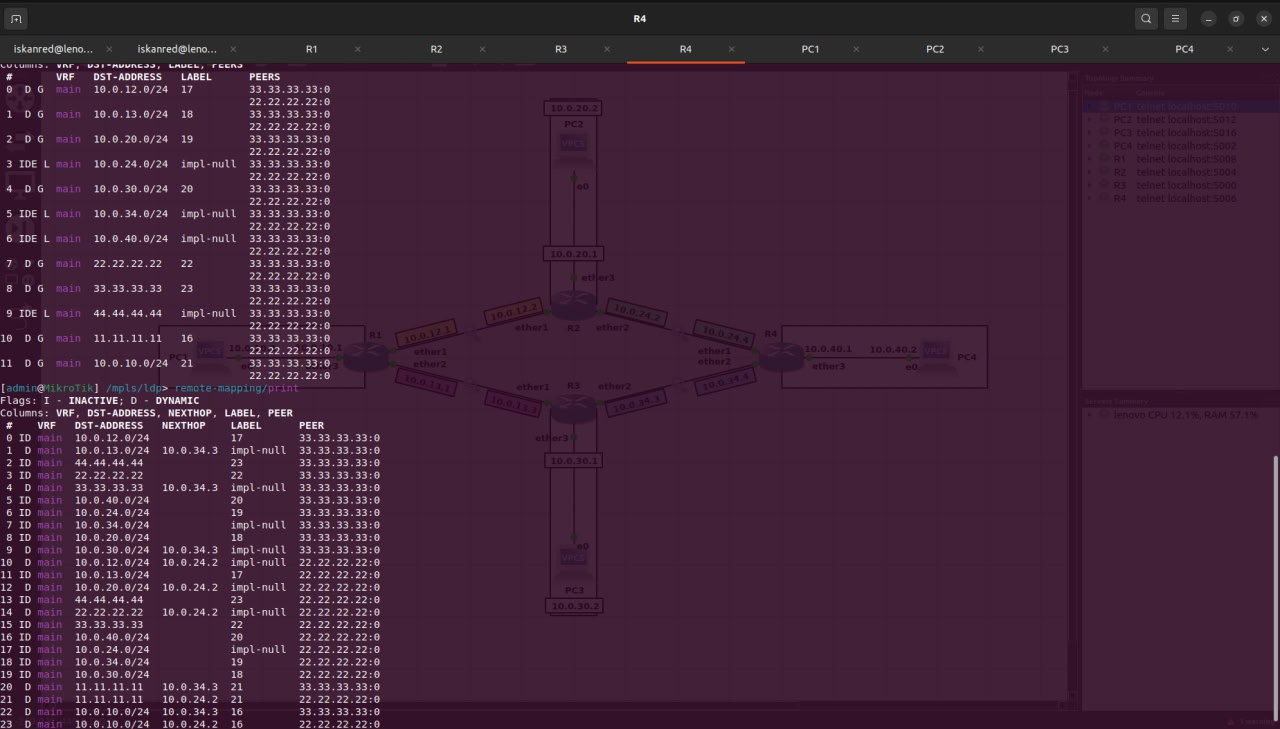 R4
iskanred@leno... × iskanred@leno... × R1 × R2 × R3 × R4 × PC1 × PC2 × PC3 × PC4 ×
Columns: VRF, DST-ADDRESS, LABEL, PEERS
# VRF DST-ADDRESS LABEL PEERS
0 D G main 10.0.12.0/24 17 33.33.33.33:0
22.22.22.22:0
1 D G main 10.0.13.0/24 18 33.33.33.33:0
22.22.22.22:0
2 D G main 10.0.20.0/24 19 33.33.33.33:0
22.22.22.22:0
3 IDE L main 10.0.24.0/24 impl-null 33.33.33.33:0
22.22.22.22:0
4 D G main 10.0.30.0/24 20 33.33.33.33:0
22.22.22.22:0
5 IDE L main 10.0.34.0/24 impl-null 33.33.33.33:0
22.22.22.22:0
6 IDE L main 10.0.40.0/24 impl-null 33.33.33.33:0
22.22.22.22:0
7 D G main 22.22.22.22 22 33.33.33.33:0
22.22.22.22:0
8 D G main 33.33.33.33 23 33.33.33.33:0
22.22.22.22:0
9 IDE L main 44.44.44.44 impl-null 33.33.33.33:0
22.22.22.22:0
10 D G main 11.11.11.11 16 33.33.33.33:0
22.22.22.22:0
11 D G main 10.0.10.0/24 21 33.33.33.33:0
22.22.22.22:0
[admin@MikroTik] /mpls/ldp> remote-mapping/print
Flags: I - INACTIVE; D - DYNAMIC
Columns: VRF, DST-ADDRESS, NEXTHOP, LABEL, PEER
# VRF DST-ADDRESS NEXTHOP LABEL PEER
0 ID main 10.0.12.0/24 17 33.33.33.33:0
1 D main 10.0.13.0/24 10.0.34.3 impl-null 33.33.33.33:0
2 ID main 44.44.44.44 23 33.33.33.33:0
3 ID main 22.22.22.22 22 33.33.33.33:0
4 D main 33.33.33.33 10.0.34.3 impl-null 33.33.33.33:0
5 ID main 10.0.40.0/24 20 33.33.33.33:0
6 ID main 10.0.24.0/24 19 33.33.33.33:0
7 ID main 10.0.34.0/24 impl-null 33.33.33.33:0
8 ID main 10.0.20.0/24 18 33.33.33.33:0
9 D main 10.0.30.0/24 10.0.34.3 impl-null 33.33.33.33:0
10 D main 10.0.12.0/24 10.0.24.2 impl-null 22.22.22.22:0
11 ID main 10.0.13.0/24 17 22.22.22.22:0
12 D main 10.0.20.0/24 10.0.24.2 impl-null 22.22.22.22:0
13 ID main 44.44.44.44 23 22.22.22.22:0
14 D main 22.22.22.22 10.0.24.2 impl-null 22.22.22.22:0
15 ID main 33.33.33.33 22 22.22.22.22:0
16 ID main 10.0.40.0/24 20 22.22.22.22:0
17 ID main 10.0.24.0/24 impl-null 22.22.22.22:0
18 ID main 10.0.34.0/24 19 22.22.22.22:0
19 ID main 10.0.30.0/24 18 22.22.22.22:0
20 D main 11.11.11.11 10.0.34.3 21 33.33.33.33:0
21 D main 11.11.11.11 10.0.24.2 21 22.22.22.22:0
22 D main 10.0.10.0/24 10.0.34.3 16 33.33.33.33:0
23 D main 10.0.10.0/24 10.0.24.2 16 22.22.22.22:0
10.0.20.2
PC2
VPCS
e0
10.0.20.1
ether3
10.0.12.2
10.0.24.2
ether1 R2 ether2
R1 10.0.12.1
10.0.24.4 R4
VPCS
ether1
ether2
ether1
ether2
10.0.40.1 10.0.40.2 VPCS PC4
e0
10.0.13.1
10.0.34.4
ether1 R3 ether2
10.0.34.3
ether3
10.0.30.1
e0
VPCS
PC3
10.0.30.2
Topology Summary
Node Console
PC1 telnet localhost:5010
PC2 telnet localhost:5012
PC3 telnet localhost:5016
PC4 telnet localhost:5002
R1 telnet localhost:5008
R2 telnet localhost:5004
R3 telnet localhost:5000
R4 telnet localhost:5006
Servers Summary
lenovo CPU 12.1%, RAM 57.1%